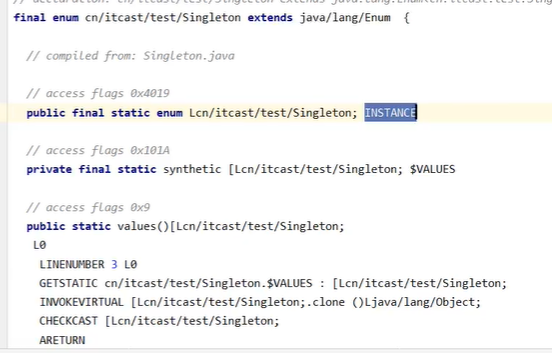 // declaration: cn/itcast/test/Singleton extends java.lang.Enum<cn.itcast.test.Sing
final enum cn/itcast/test/Singleton extends java/lang/Enum  {
// compiled from: Singleton.java
// access flags 0x4019
public final static enum Lcn/itcast/test/Singleton; INSTANCE
// access flags 0x101A
private final static synthetic [Lcn/itcast/test/Singleton; $VALUES
// access flags 0x9
public static values()[Lcn/itcast/test/Singleton;
L0
LINENUMBER 3 L0
GETSTATIC cn/itcast/test/Singleton.$VALUES : [Lcn/itcast/test/Singleton;
INVOKEVIRTUAL [Lcn/itcast/test/Singleton;.clone ()Ljava/lang/Object;
CHECKCAST [Lcn/itcast/test/Singleton;
ARETURN